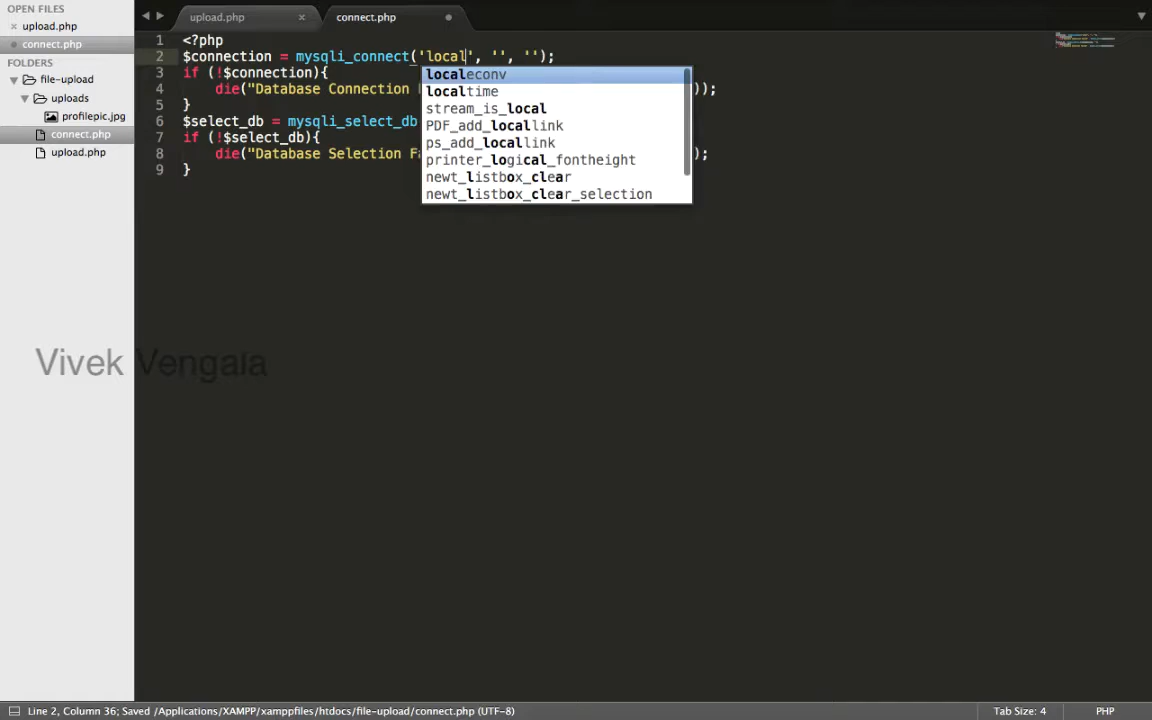 OPEN FILES
upload.php
connect.php
FOLDERS
file-upload
uploads
profilepic.jpg
connect.php
upload.php
upload.php
connect.php
1 <?php
2 $connection = mysqli_connect('local', '', '');
3 if (!$connection){
4 die("Database Connection ));
5 }
6 $select_db = mysqli_select_db
7 if (!$select_db){
8 die("Database Selection );
9 }
localeconv
localtime
stream_is_local
PDF_add_locallink
ps_add_locallink
printer_logical_fontheight
newt_listbox_clear
newt_listbox_clear_selection
Vivek Vengala
Line 2, Column 36; Saved /Applications/XAMPP/xamppfiles/htdocs/file-upload/connect.php (UTF-8)
Tab Size: 4
PHP